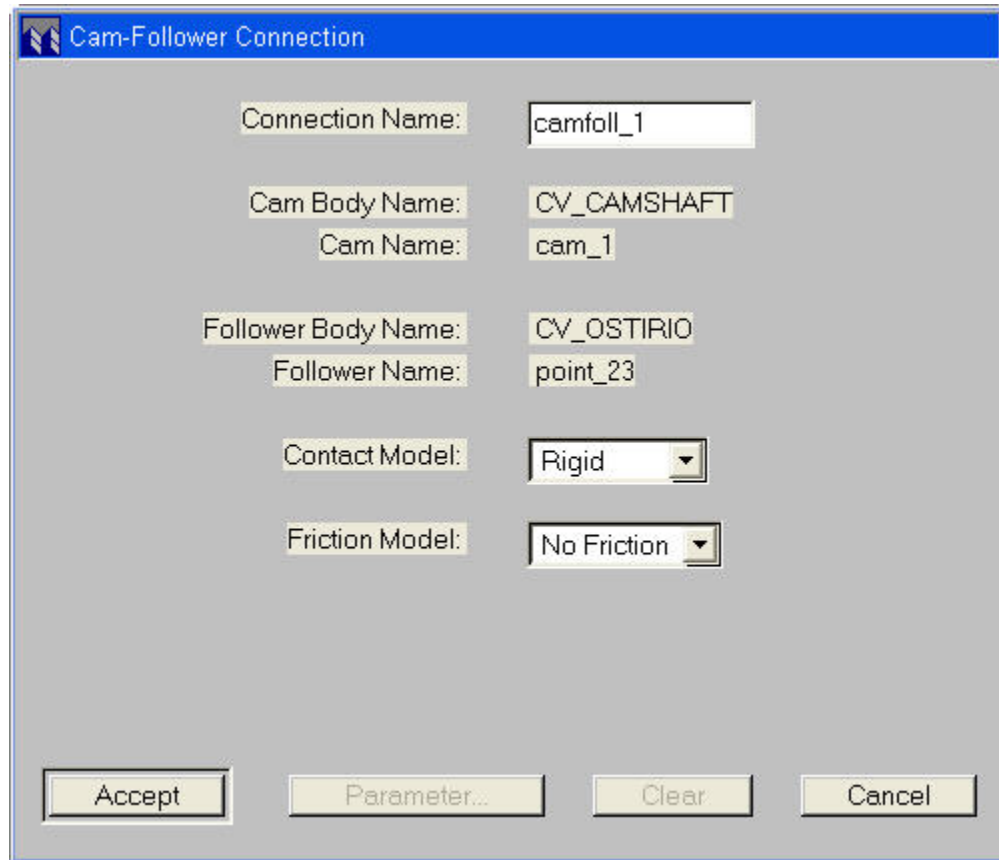 Cam-Follower Connection
Connection Name: camfoll_1
Cam Body Name: CV_CAMSHAFT
Cam Name: cam_1
Follower Body Name: CV_OSTIRIO
Follower Name: point_23
Contact Model: Rigid
Friction Model: No Friction
Accept Parameter... Clear Cancel